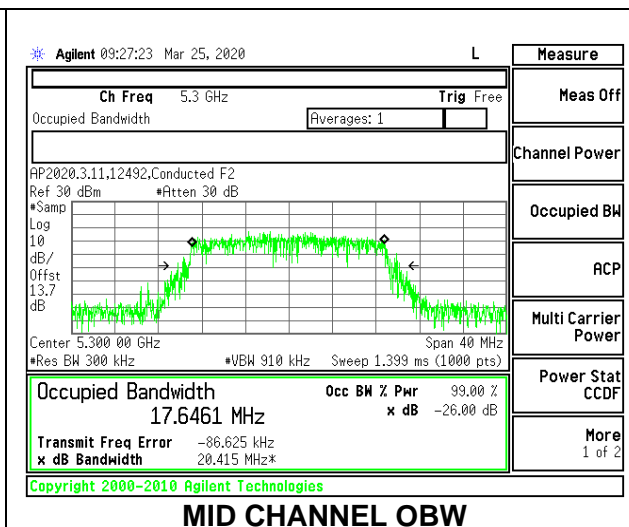 Agilent 09:27:23 Mar 25, 2020 L
Measure
Ch Freq 5.3 GHz Trig Free
Meas Off
Occupied Bandwidth Averages: 1
Channel Power
AP2020.3.11,12492,Conducted F2
Ref 30 dBm #Atten 30 dB
#Samp
Log
10
dB/
Offst
13.7
dB
Occupied BW
ACP
Center 5.300 00 GHz Span 40 MHz
#Res BW 300 kHz #VBW 910 kHz Sweep 1.399 ms (1000 pts)
Multi Carrier
Power
Occupied Bandwidth Occ BW % Pwr 99.00 %
17.6461 MHz x dB -26.00 dB
Power Stat
CCDF
Transmit Freq Error -86.625 kHz
x dB Bandwidth 20.415 MHz*
More
1 of 2
Copyright 2000-2010 Agilent Technologies
MID CHANNEL OBW